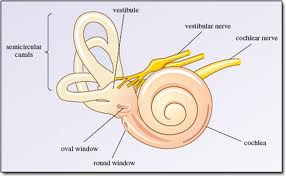 vestibule
vestibular nerve
cochlear nerve
semicircular
canals
oval window
round window
cochlea